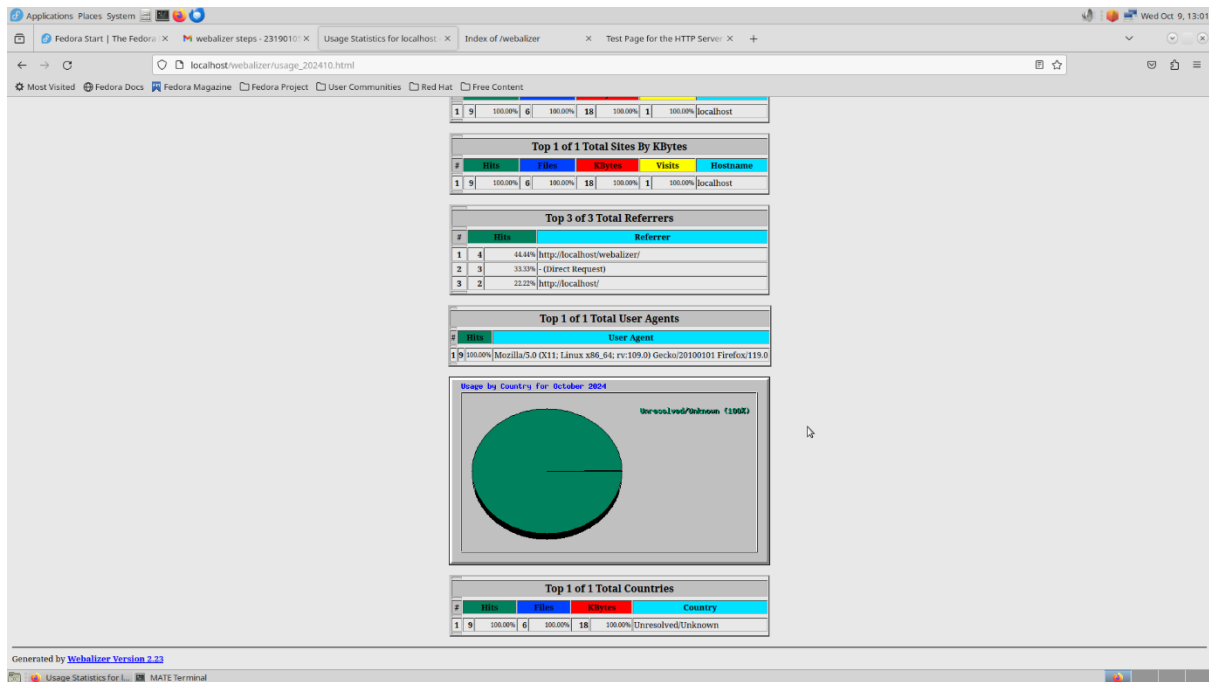 Applications Places System Wed Oct 9, 13:01
Fedora Start | The Fedora webalizer steps - 2319010 Usage Statistics for localhost Index of /webalizer Test Page for the HTTP Server
localhost/webalizer/usage_202410.html
Most Visited Fedora Docs Fedora Magazine Fedora Project User Communities Red Hat Free Content
1 9 100.00% 6 100.00% 18 100.00% 1 100.00% localhost
Top 1 of 1 Total Sites By KBytes
# Hits Files KBytes Visits Hostname
1 9 100.00% 6 100.00% 18 100.00% 1 100.00% localhost
Top 3 of 3 Total Referrers
# Hits Referrer
1 4 44.44% http://localhost/webalizer/
2 3 33.33% - (Direct Request)
3 2 22.22% http://localhost/
Top 1 of 1 Total User Agents
# Hits User Agent
1 9 100.00% Mozilla/5.0 (X11; Linux x86_64; rv:109.0) Gecko/20100101 Firefox/119.0
Usage by Country for October 2024
Unresolved/Unknown (100%)
Top 1 of 1 Total Countries
# Hits Files KBytes Country
1 9 100.00% 6 100.00% 18 100.00% Unresolved/Unknown
Generated by Webalizer Version 2.23
Usage Statistics for l... MATE Terminal